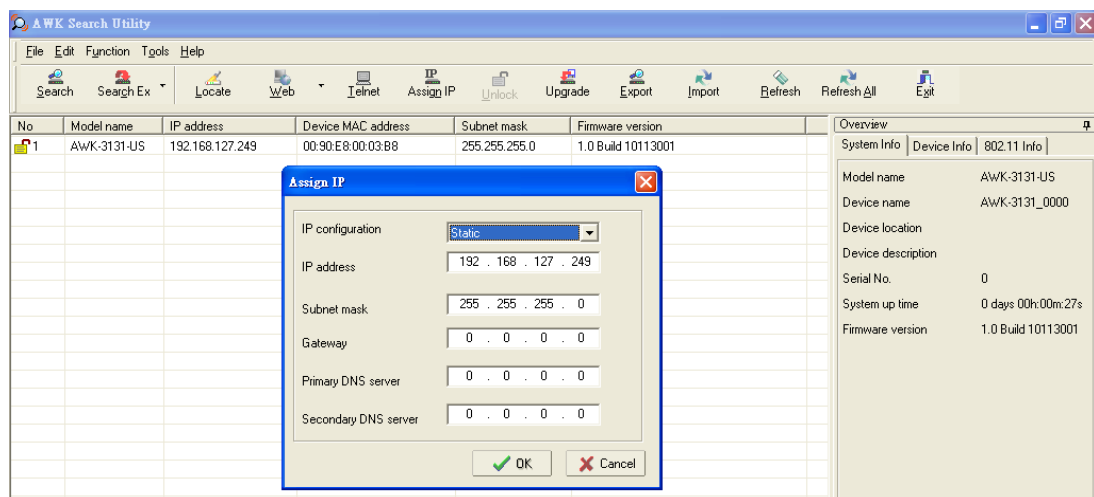 AWK Search Utility
File Edit Function Tools Help
Search Search Ex Locate Web Telnet Assign IP Unlock Upgrade Export Import Refresh Refresh All Exit
No Model name IP address Device MAC address Subnet mask Firmware version
1 AWK-3131-US 192.168.127.249 00:90:E8:00:03:B8 255.255.255.0 1.0 Build 10113001
Assign IP
IP configuration Static
IP address 192 . 168 . 127 . 249
Subnet mask 255 . 255 . 255 . 0
Gateway 0 . 0 . 0 . 0
Primary DNS server 0 . 0 . 0 . 0
Secondary DNS server 0 . 0 . 0 . 0
OK Cancel
Overview
System Info Device Info 802.11 Info
Model name AWK-3131-US
Device name AWK-3131_0000
Device location
Device description
Serial No. 0
System up time 0 days 00h:00m:27s
Firmware version 1.0 Build 10113001